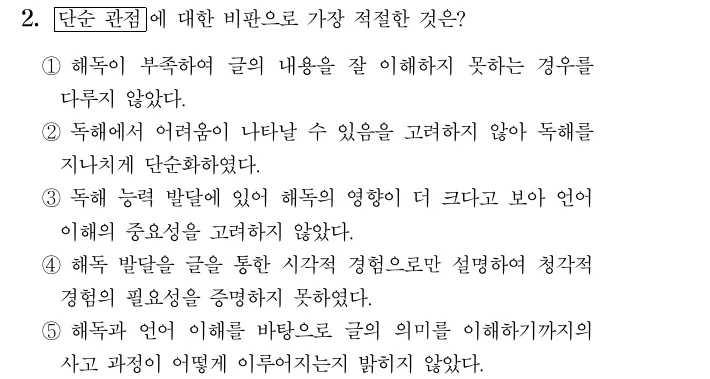 2. 단순 관점에 대한 비판으로 가장 적절한 것은?
① 해독이 부족하여 글의 내용을 잘 이해하지 못하는 경우를
다루지 않았다.
② 독해에서 어려움이 나타날 수 있음을 고려하지 않아 독해를
지나치게 단순화하였다.
③ 독해 능력 발달에 있어 해독의 영향이 더 크다고 보아 언어
이해의 중요성을 고려하지 않았다.
④ 해독 발달을 글을 통한 시각적 경험으로만 설명하여 청각적
경험의 필요성을 증명하지 못하였다.
⑤ 해독과 언어 이해를 바탕으로 글의 의미를 이해하기까지의
사고 과정이 어떻게 이루어지는지 밝히지 않았다.